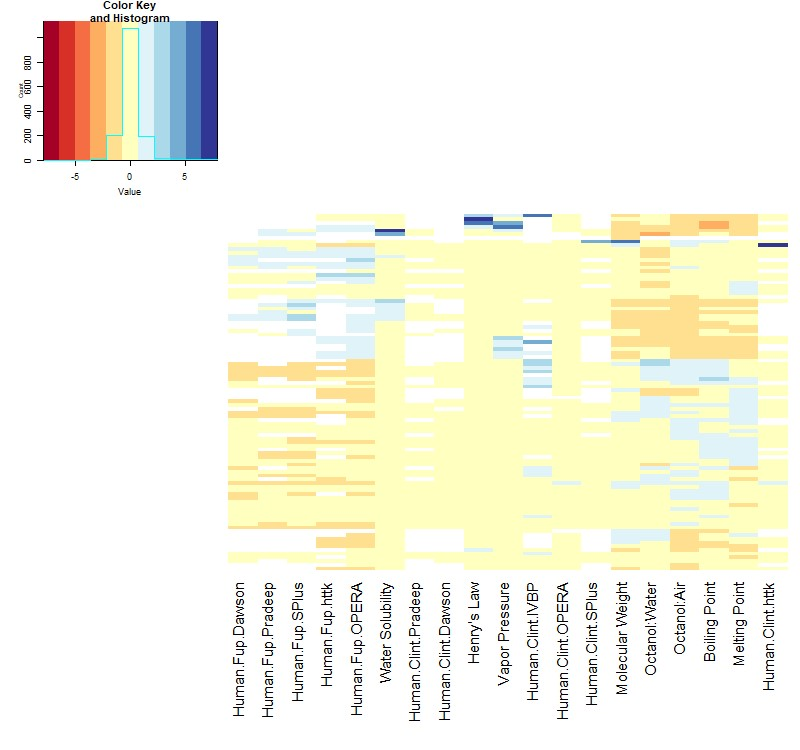 Color Key
and Histogram
Count
0 200 400 600 800
-5 0 5
Value
Human.Fup.Dawson
Human.Fup.Pradeep
Human.Fup.SPlus
Human.Fup.httk
Human.Fup.OPERA
Water Solubility
Human.Clint.Pradeep
Human.Clint.Dawson
Henry's Law
Vapor Pressure
Human.Clint.IVBP
Human.Clint.OPERA
Human.Clint.SPlus
Molecular Weight
Octanol:Water
Octanol:Air
Boiling Point
Melting Point
Human.Clint.httk